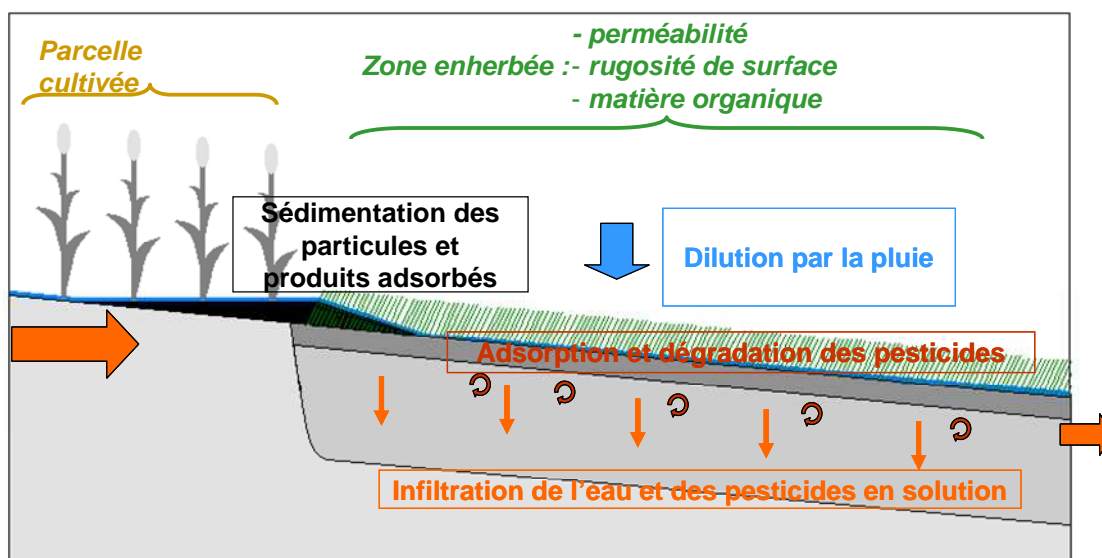 Parcelle
cultivée
- perméabilité
Zone enherbée :- rugosité de surface
- matière organique
Sédimentation des
particules et
produits adsorbés
Dilution par la pluie
Adsorption et dégradation des pesticides
Infiltration de l'eau et des pesticides en solution